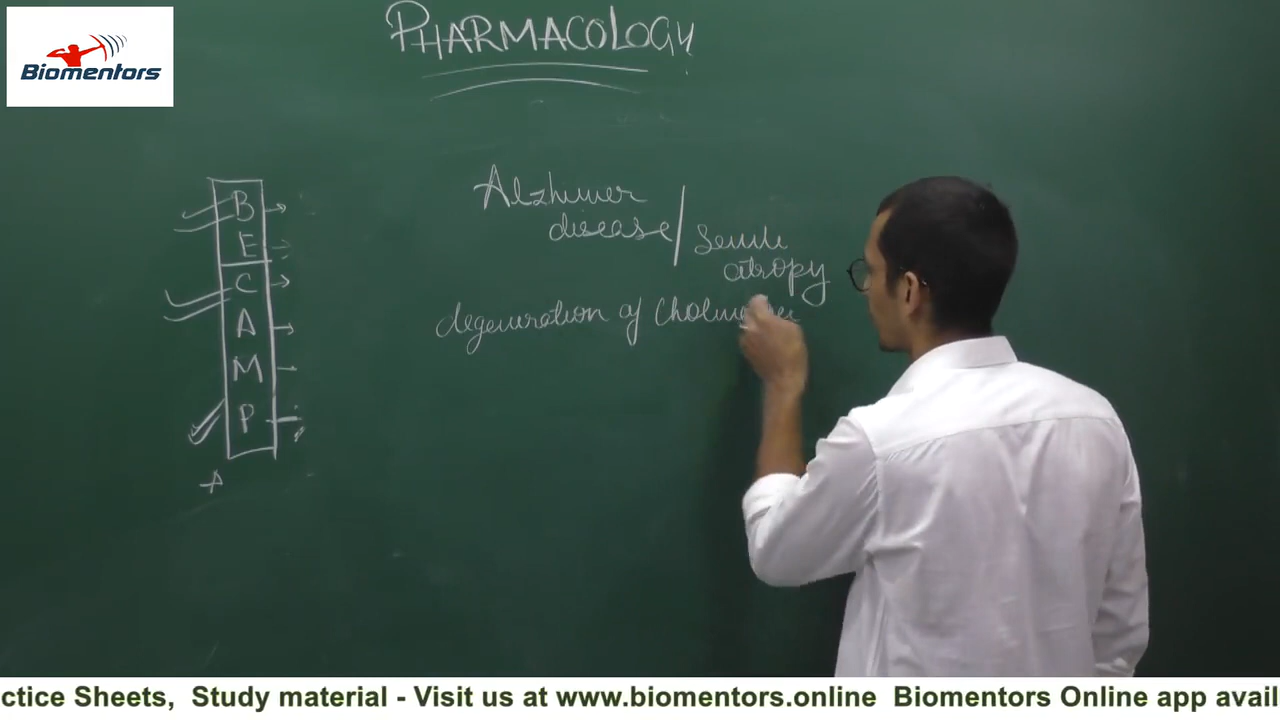 PHARMACOLOGY
Biomentors
B
E
C
A
M
P
Alzheimer
disease /
Senile
atropy
degeneration of
ctice Sheets, Study material - Visit us at www.biomentors.online Biomentors Online app avail